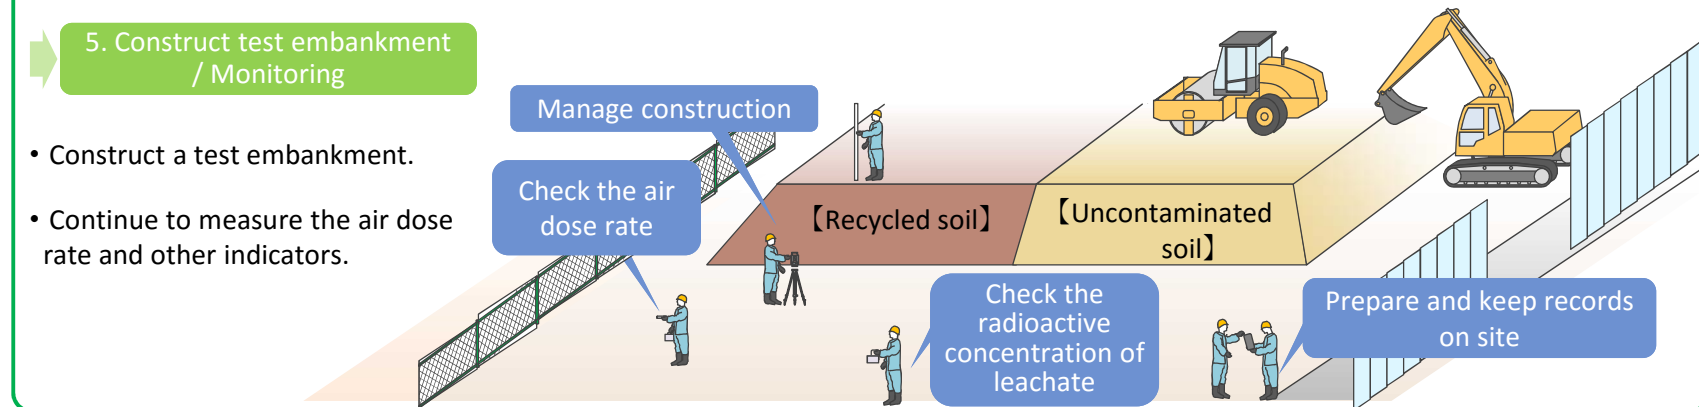 5. Construct test embankment
/ Monitoring
• Construct a test embankment.
• Continue to measure the air dose
rate and other indicators.
Manage construction
Check the air
dose rate
【Recycled soil】
【Uncontaminated
soil】
Check the
radioactive
concentration of
leachate
Prepare and keep records
on site